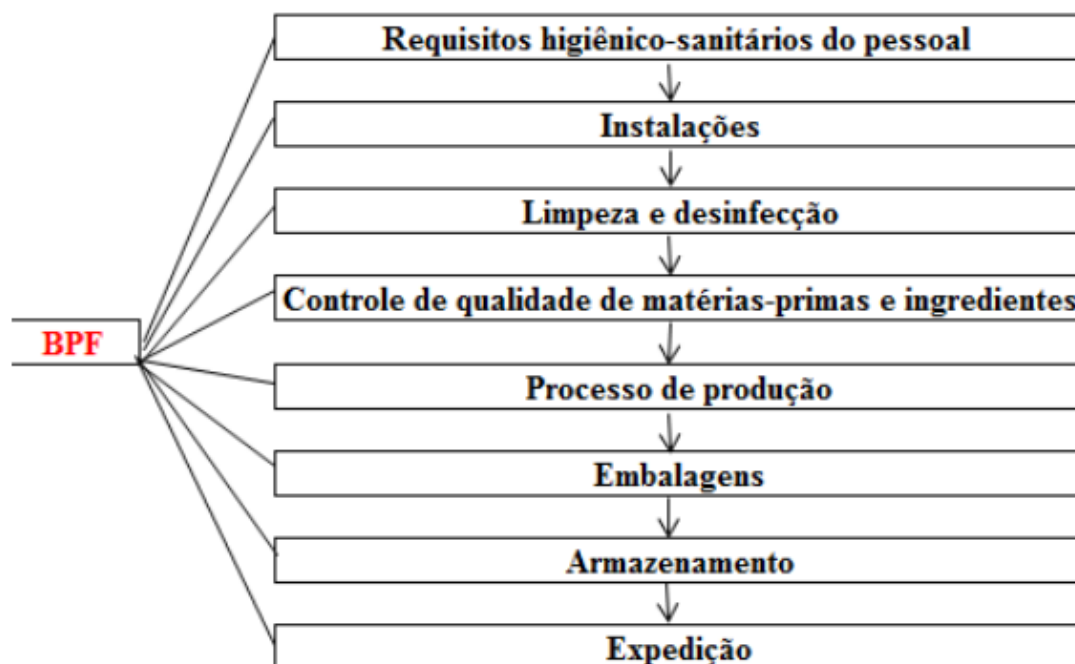 Requisitos higiênico-sanitários do pessoal
Instalações
Limpeza e desinfecção
Controle de qualidade de matérias-primas e ingredientes
BPF
Processo de produção
Embalagens
Armazenamento
Expedição